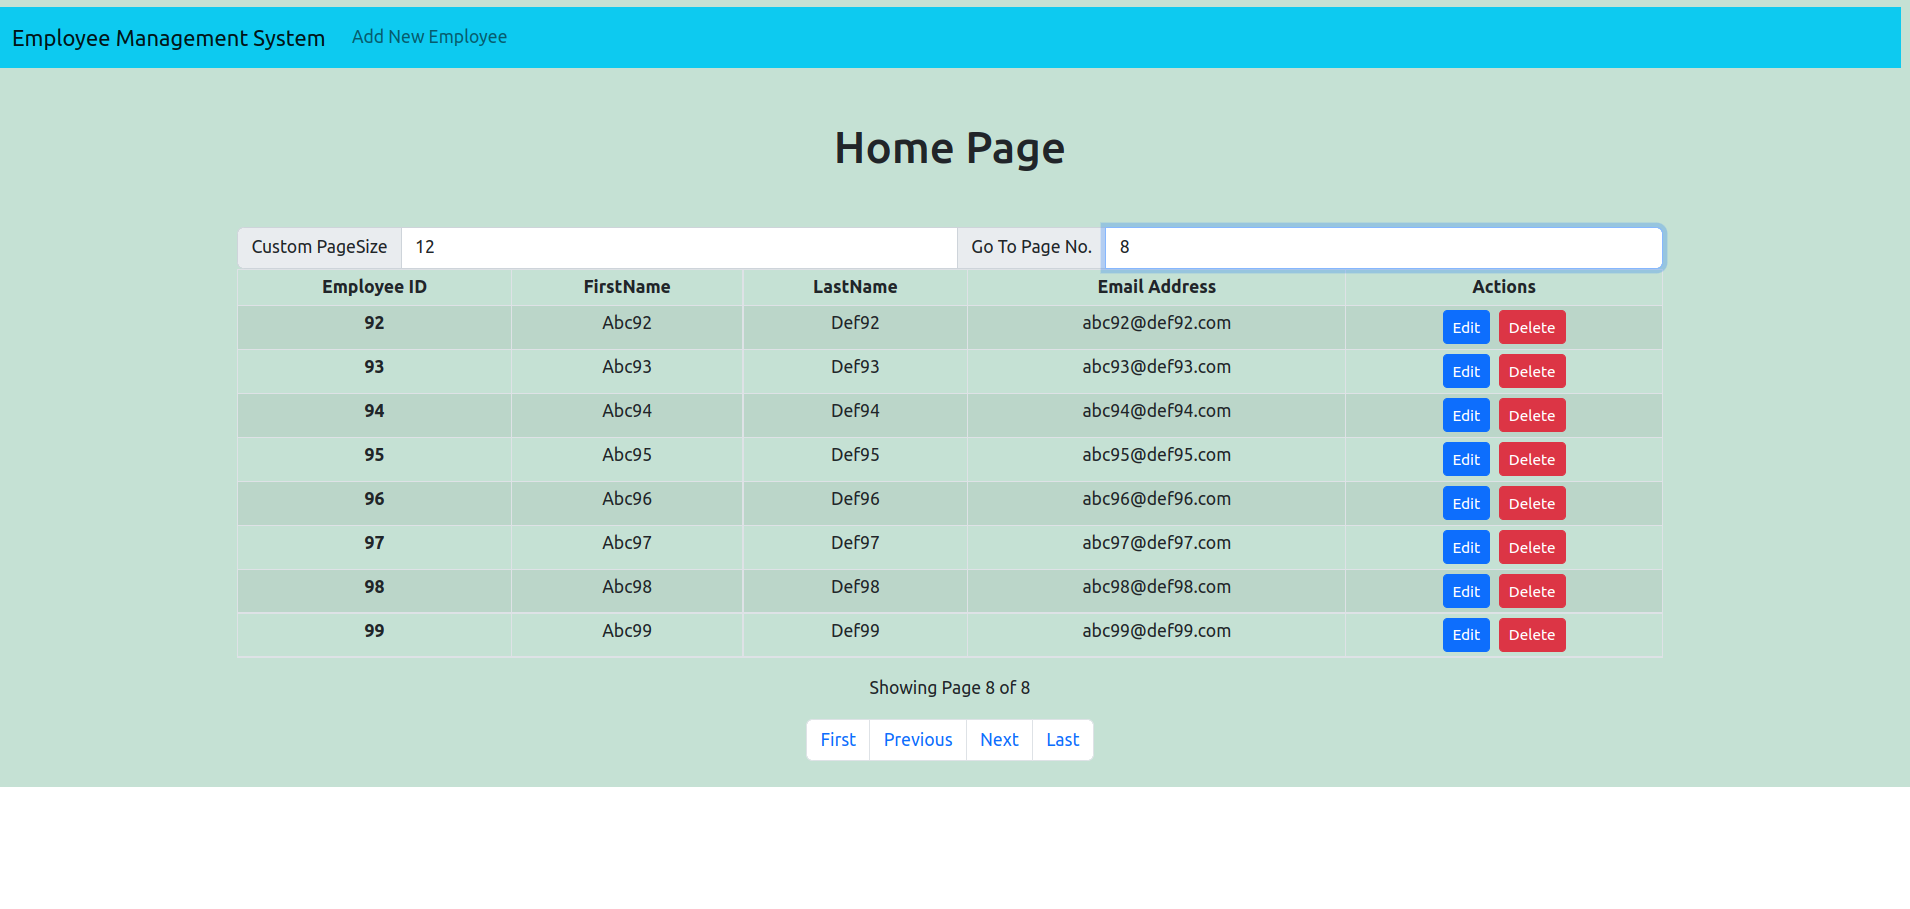 Employee Management System Add New Employee
Home Page
Custom PageSize 12 Go To Page No. 8
Employee ID FirstName LastName Email Address Actions
92 Abc92 Def92 abc92@def92.com Edit Delete
93 Abc93 Def93 abc93@def93.com Edit Delete
94 Abc94 Def94 abc94@def94.com Edit Delete
95 Abc95 Def95 abc95@def95.com Edit Delete
96 Abc96 Def96 abc96@def96.com Edit Delete
97 Abc97 Def97 abc97@def97.com Edit Delete
98 Abc98 Def98 abc98@def98.com Edit Delete
99 Abc99 Def99 abc99@def99.com Edit Delete
Showing Page 8 of 8
First Previous Next Last